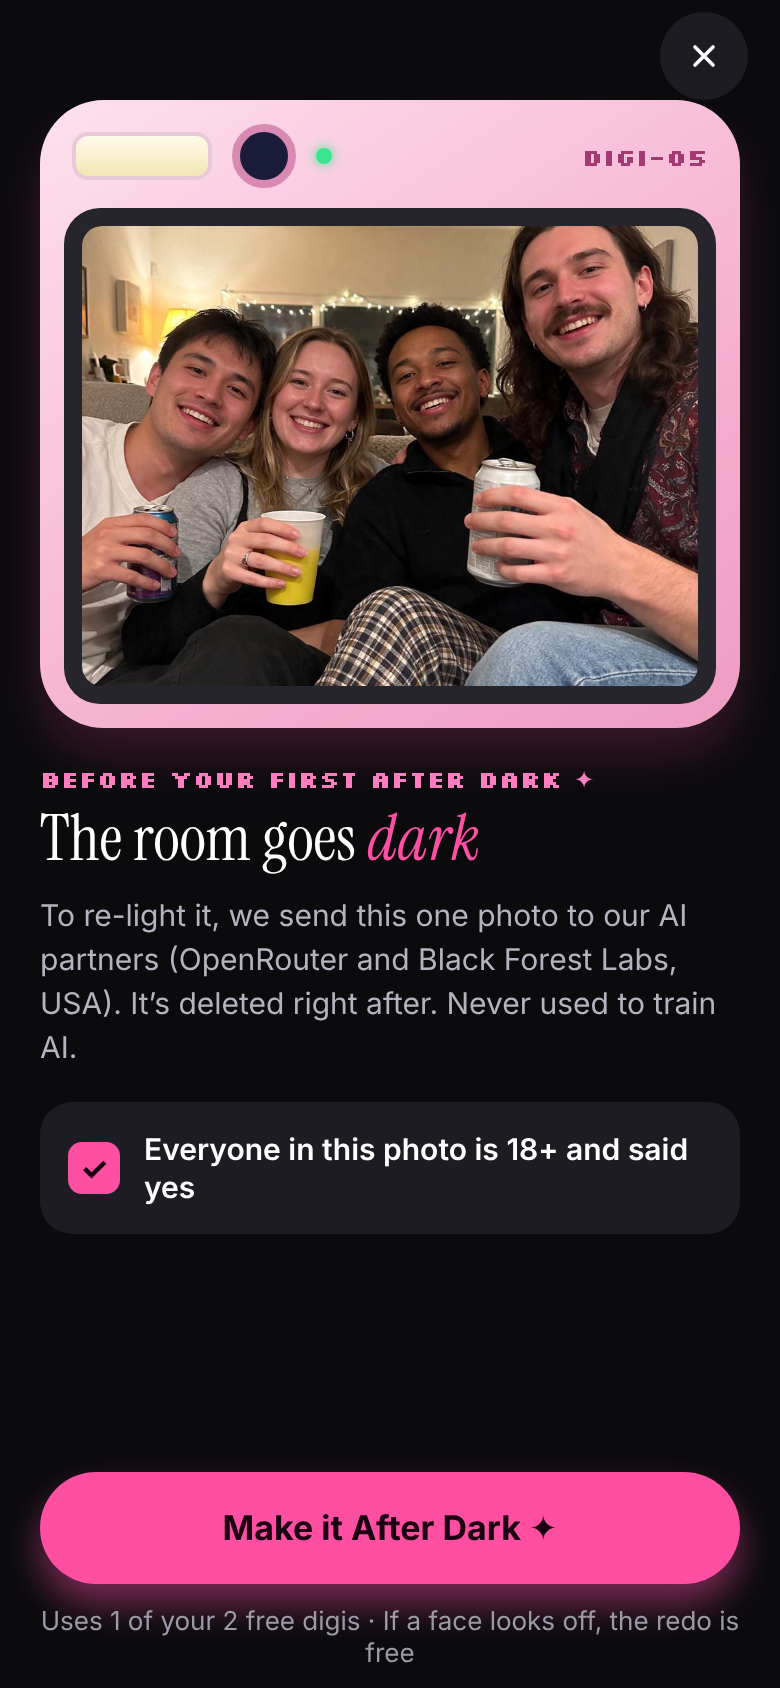 DIGI-05
BEFORE YOUR FIRST AFTER DARK ✦
The room goes dark
To re-light it, we send this one photo to our AI
partners (OpenRouter and Black Forest Labs,
USA). It’s deleted right after. Never used to train
AI.
Everyone in this photo is 18+ and said
yes
Make it After Dark ✦
Uses 1 of your 2 free digis · If a face looks off, the redo is
free